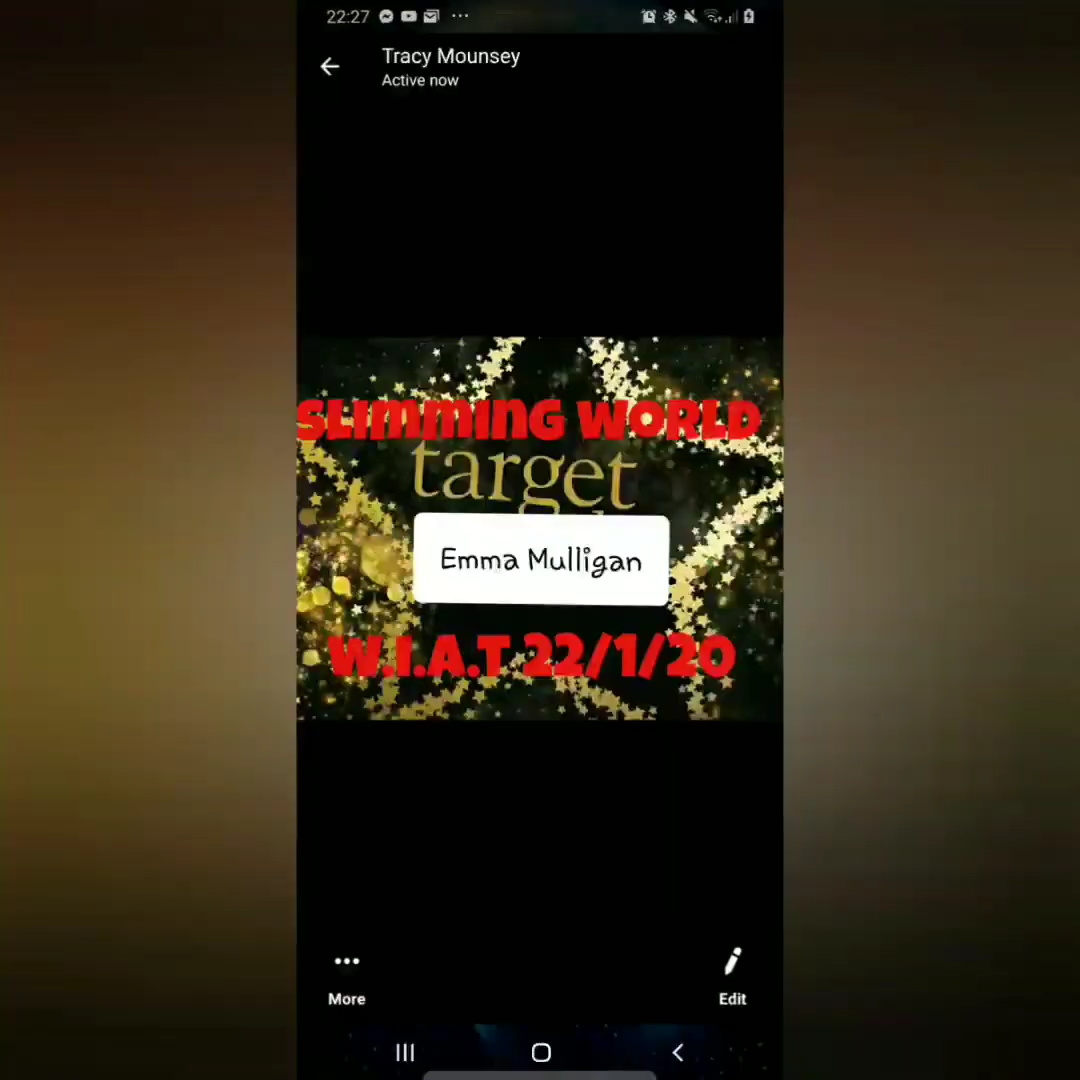 22:27
Tracy Mounsey
Active now
SLIMMING WORLD
target
Emma Mulligan
W.I.A.T 22/1/20
More
Edit